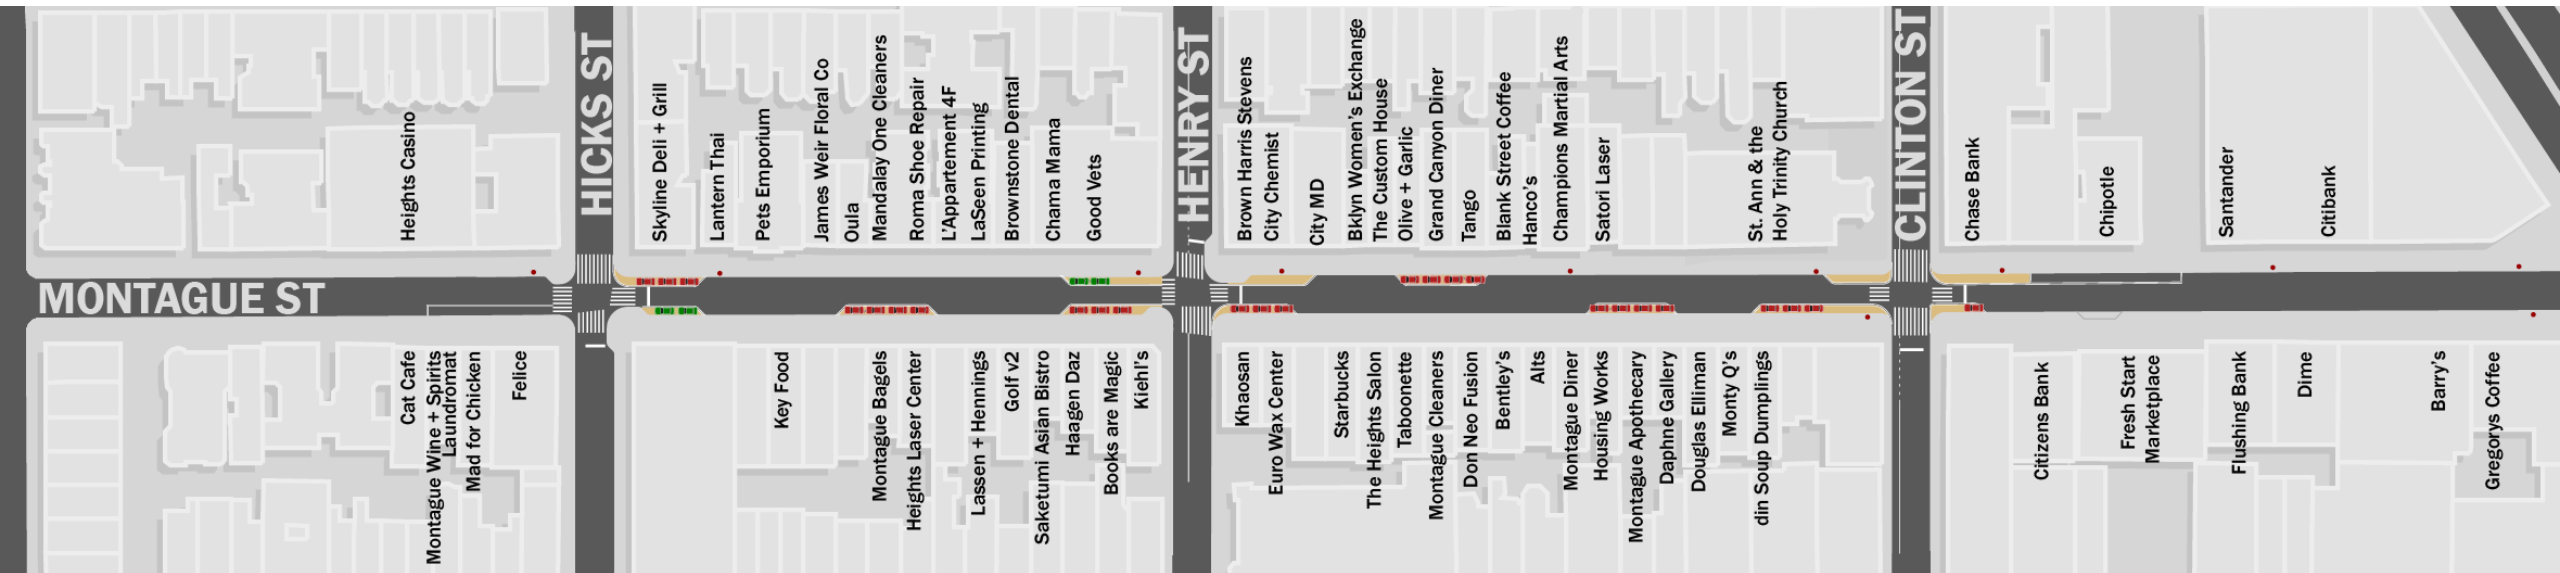 HICKS ST
HENRY ST
CLINTON ST
MONTAGUE ST
Heights Casino
Skyline Deli + Grill
Lantern Thai
Pets Emporium
James Weir Floral Co
Oula
Mandalay One Cleaners
Roma Shoe Repair
L'Appartement 4F
LaSeen Printing
Brownstone Dental
Chama Mama
Good Vets
Brown Harris Stevens
City Chemist
City MD
Bklyn Women's Exchange
The Custom House
Olive + Garlic
Grand Canyon Diner
Tango
Blank Street Coffee
Hanco's
Champions Martial Arts
Satori Laser
St. Ann & the
Holy Trinity Church
Chase Bank
Chipotle
Santander
Citibank
Cat Cafe
Montague Wine + Spirits
Laundromat
Mad for Chicken
Felice
Key Food
Montague Bagels
Heights Laser Center
Lassen + Hennings
Golf v2
Saketumi Asian Bistro
Haagen Daz
Books are Magic
Kiehl's
Khaosan
Euro Wax Center
Starbucks
The Heights Salon
Taboonette
Montague Cleaners
Don Neo Fusion
Bentley's
Alts
Montague Diner
Housing Works
Montague Apothecary
Daphne Gallery
Douglas Elliman
Monty Q's
din Soup Dumplings
Citizens Bank
Fresh Start
Marketplace
Flushing Bank
Dime
Barry's
Gregorys Coffee